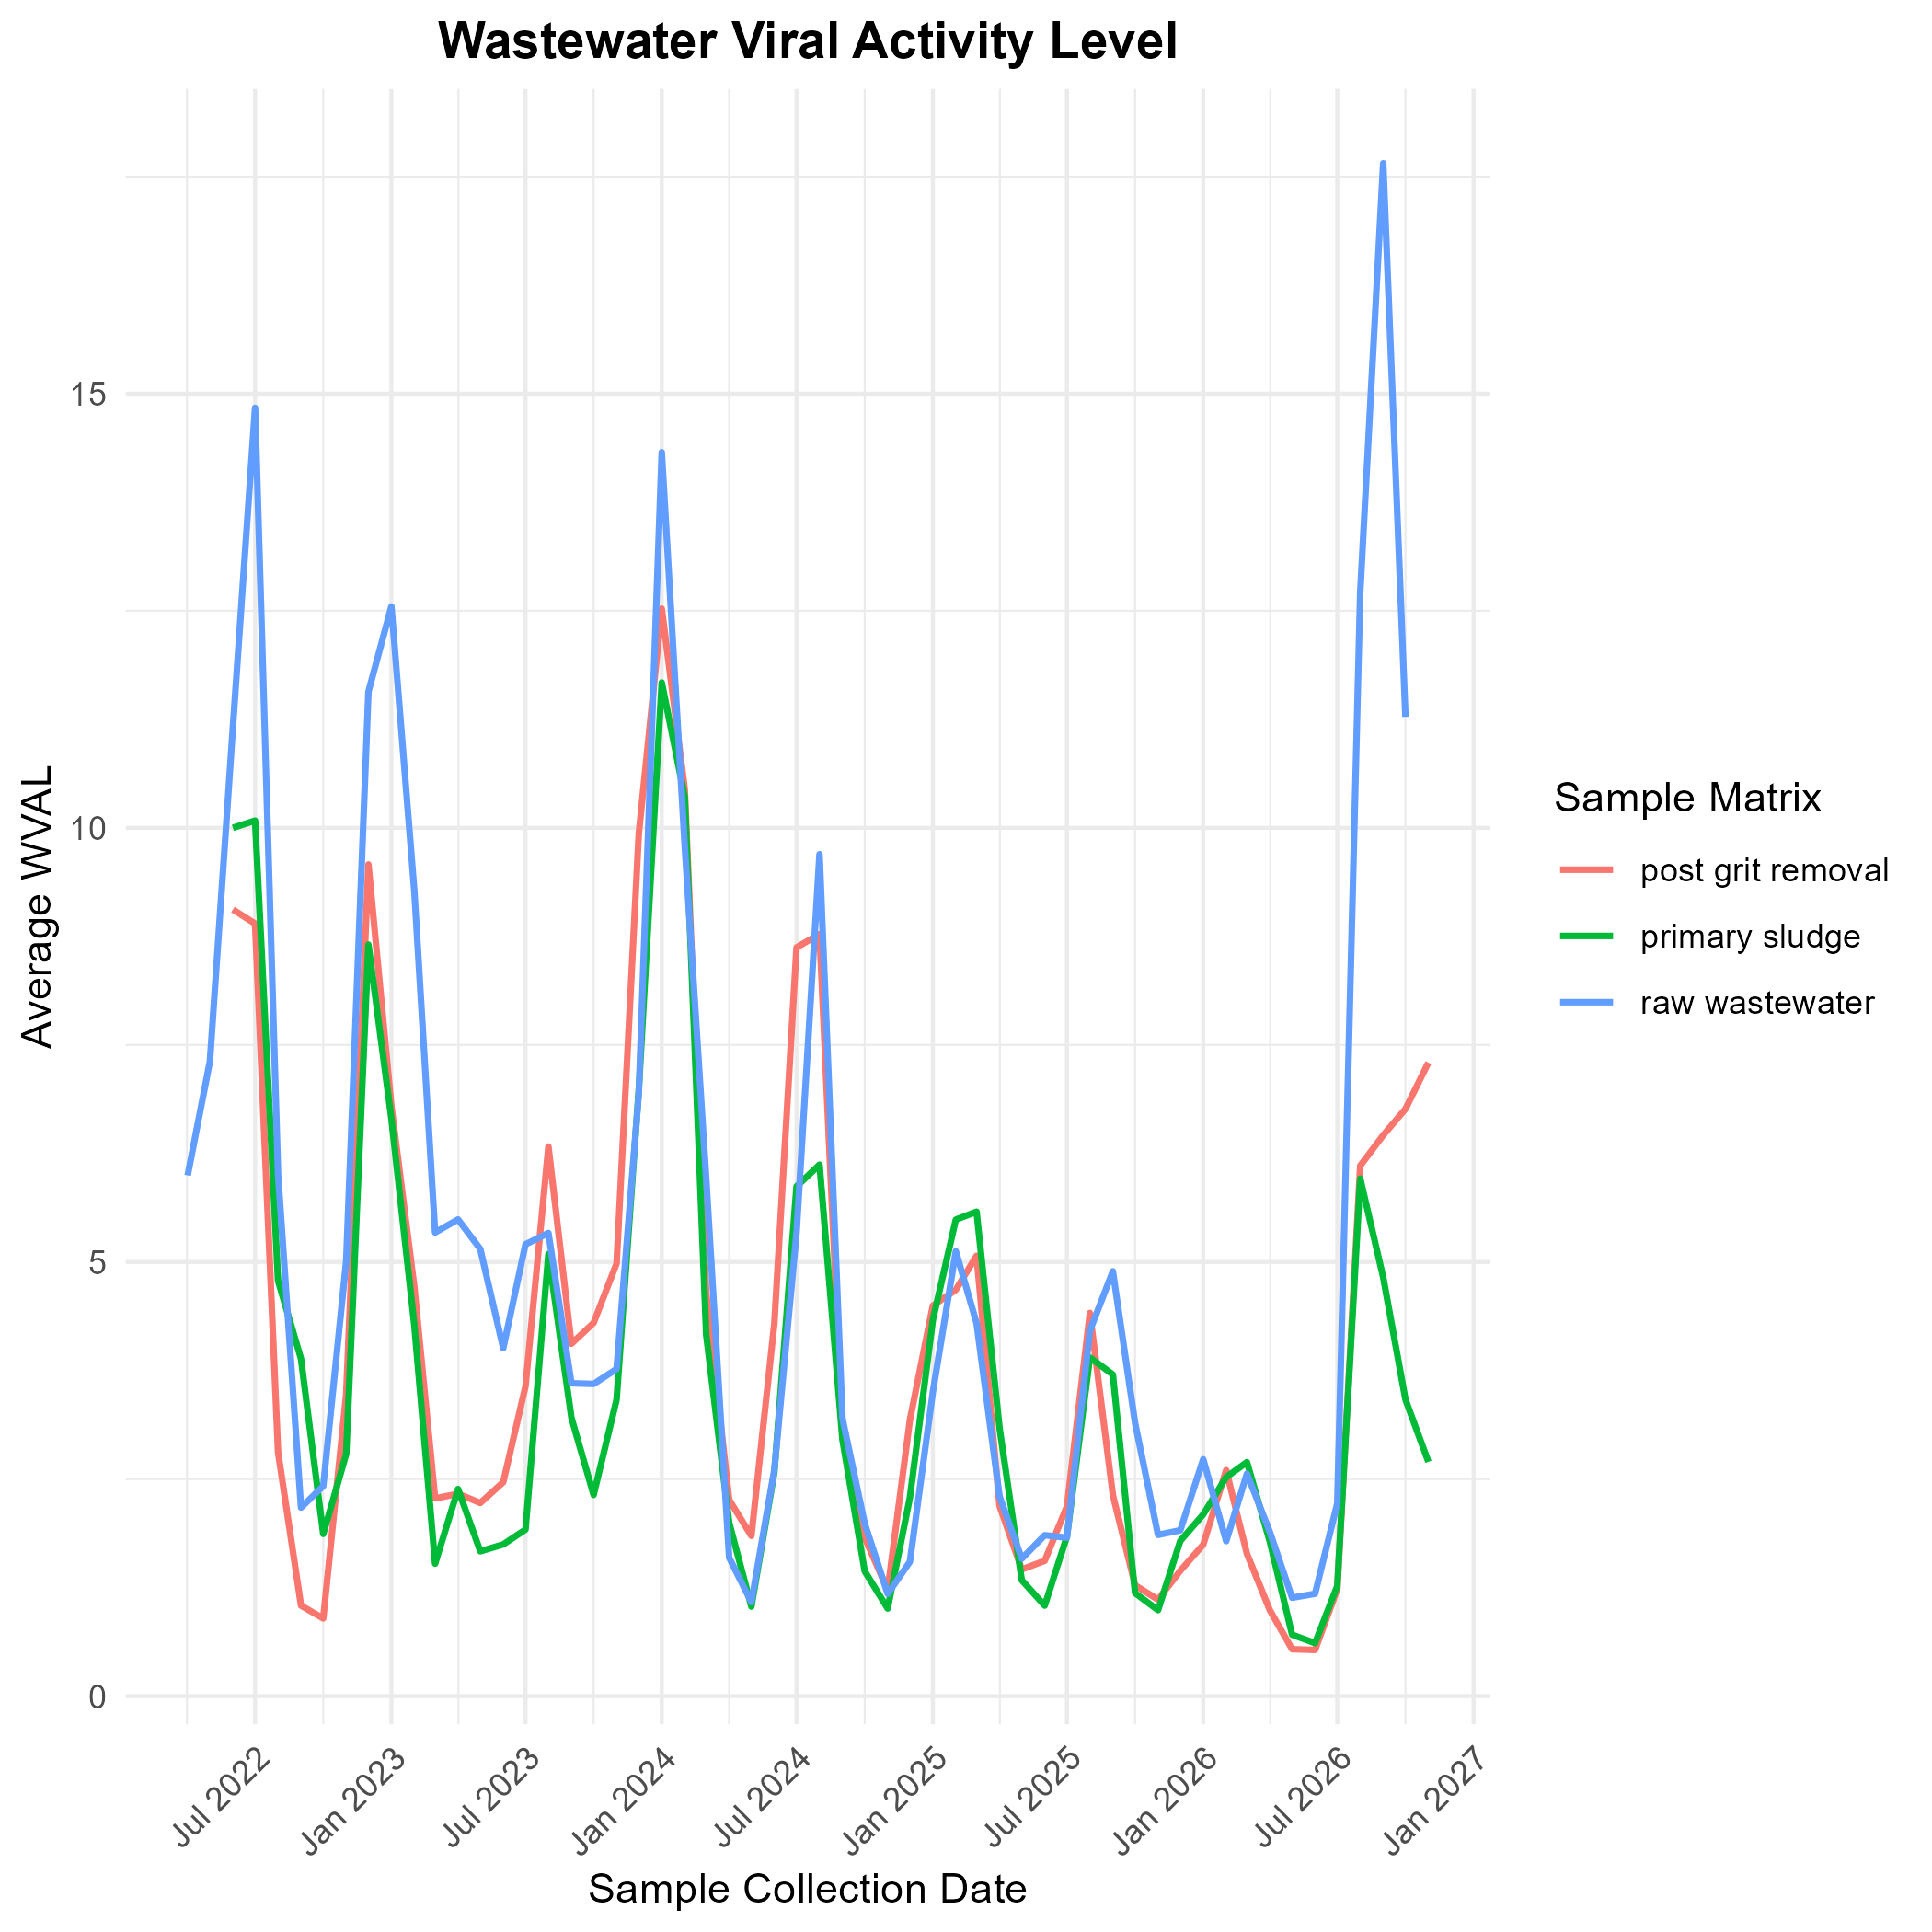 Wastewater Viral Activity Level
Average WVAL
15
10
5
0
Jul 2022
Jan 2023
Jul 2023
Jan 2024
Jul 2024
Jan 2025
Jul 2025
Jan 2026
Jul 2026
Jan 2027
Sample Collection Date
Sample Matrix
post grit removal
primary sludge
raw wastewater